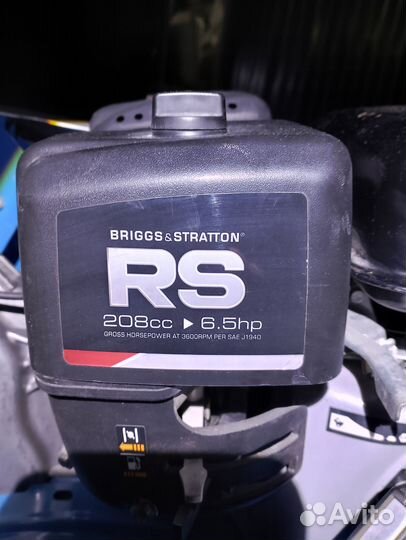 BRIGGS & STRATTON®
RS
208cc ▶ 6.5hp
GROSS HORSEPOWER AT 3600RPM PER SAE J1940
Avito